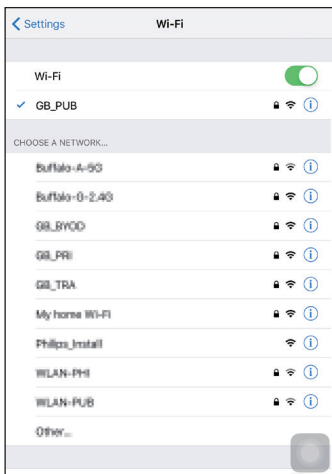 Settings
Wi-Fi
Wi-Fi
GB_PUB
CHOOSE A NETWORK...
Buffalo-A-5G
Buffalo-G-2.4G
GB_BYOD
GB_PRI
GB_TRA
My home Wi-Fi
Philips_Install
WLAN-PHI
WLAN-PUB
Other...